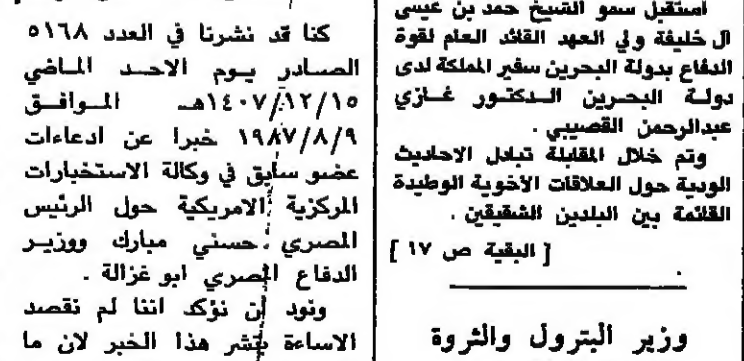 استقبل سمو الشيخ حمد بن عيسى
آل خليفة ولي العهد القائد العام لقوة
الدفاع بدولة البحرين سفير المملكة لدى
دولة البحرين الدكتور غازي
عبدالرحمن القصيبي .
وتم خلال المقابلة تبادل الاحاديث
الودية حول العلاقات الأخوية الوطيدة
القائمة بين البلدين الشقيقين .
[ البقية ص ١٧ ]
وزير البترول والثروة
كنا قد نشرنا في العدد ٥١٦٨
الصادر يوم الاحد الماضي
١٤٠٧/١٢/١٥هـ الموافق
١٩٨٧/٨/٩ خبرا عن ادعاءات
عضو سابق في وكالة الاستخبارات
المركزية الامريكية حول الرئيس
المصري حسني مبارك ووزير
الدفاع المصري ابو غزالة .
ونود أن نؤكد اننا لم نقصد
الاساءة بنشر هذا الخبر لان ما